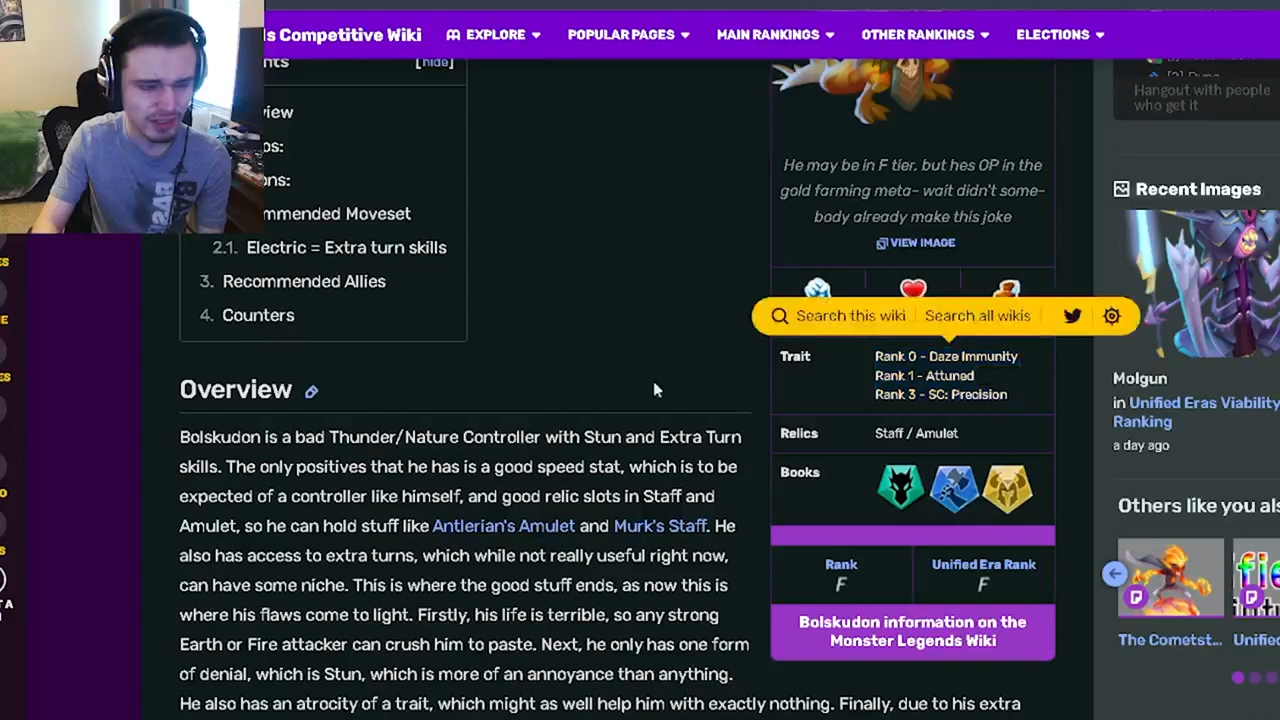 ls Competitive Wiki
EXPLORE
POPULAR PAGES
MAIN RANKINGS
OTHER RANKINGS
ELECTIONS
nts [hide]
view
os:
ons:
mmended Moveset
2.1. Electric = Extra turn skills
3. Recommended Allies
4. Counters
Overview
Bolskudon is a bad Thunder/Nature Controller with Stun and Extra Turn
skills. The only positives that he has is a good speed stat, which is to be
expected of a controller like himself, and good relic slots in Staff and
Amulet, so he can hold stuff like Antlerian's Amulet and Murk's Staff. He
also has access to extra turns, which while not really useful right now,
can have some niche. This is where the good stuff ends, as now this is
where his flaws come to light. Firstly, his life is terrible, so any strong
Earth or Fire attacker can crush him to paste. Next, he only has one form
of denial, which is Stun, which is more of an annoyance than anything.
He also has an atrocity of a trait, which might as well help him with exactly nothing. Finally, due to his extra
He may be in F tier, but hes OP in the
gold farming meta- wait didn't some-
body already make this joke
VIEW IMAGE
Search this wiki
Search all wikis
Trait
Rank 0 - Daze Immunity
Rank 1 - Attuned
Rank 3 - SC: Precision
Relics
Staff / Amulet
Books
Rank
Unified Era Rank
F
F
Bolskudon information on the
Monster Legends Wiki
Hangout with people
who get it
Recent Images
Molgun
in Unified Eras Viability
Ranking
a day ago
Others like you als
The Cometst...
Unified